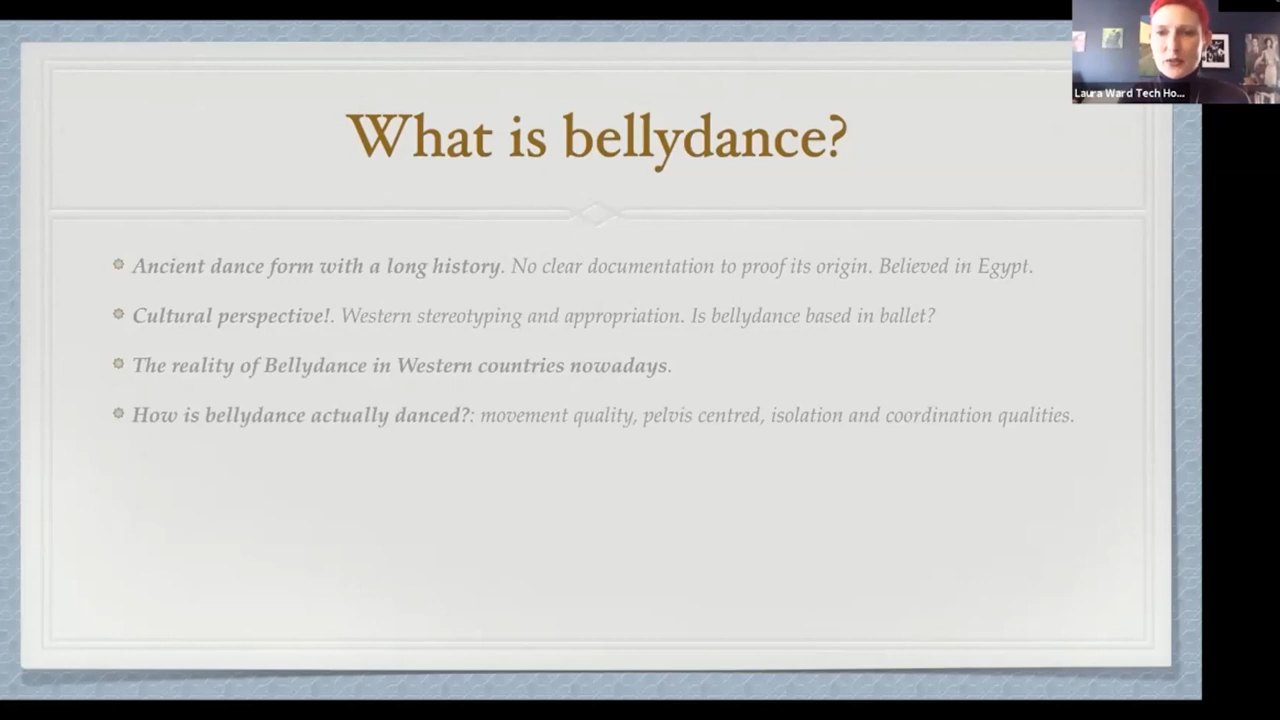 What is bellydance?
Ancient dance form with a long history. No clear documentation to proof its origin. Believed in Egypt.
Cultural perspective!. Western stereotyping and appropriation. Is bellydance based in ballet?
The reality of Bellydance in Western countries nowadays.
How is bellydance actually danced?: movement quality, pelvis centred, isolation and coordination qualities.
Laura Ward Tech Ho...